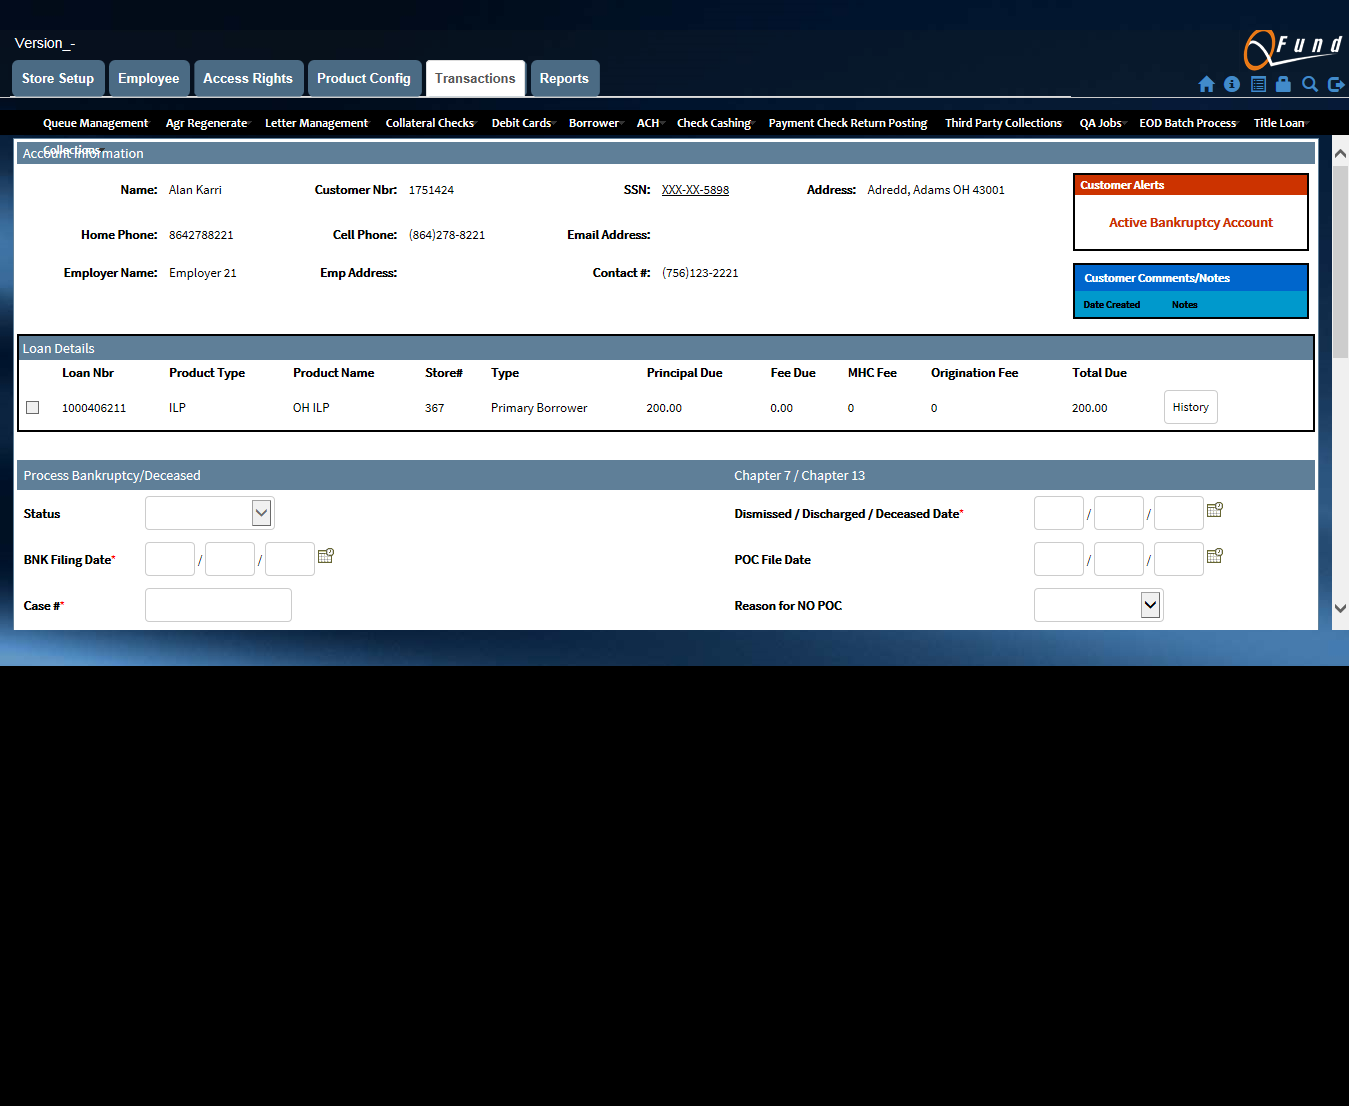 Version_-
QFund
Store Setup Employee Access Rights Product Config Transactions Reports
Queue Management Agr Regenerate Letter Management Collateral Checks Debit Cards Borrower ACH Check Cashing Payment Check Return Posting Third Party Collections QA Jobs EOD Batch Process Title Loan
Collections
Account Information
Name: Alan Karri Customer Nbr: 1751424 SSN: XXX-XX-5898 Address: Adredd, Adams OH 43001
Customer Alerts
Active Bankruptcy Account
Home Phone: 8642788221 Cell Phone: (864)278-8221 Email Address:
Employer Name: Employer 21 Emp Address: Contact #: (756)123-2221
Customer Comments/Notes
Date Created Notes
Loan Details
Loan Nbr Product Type Product Name Store# Type Principal Due Fee Due MHC Fee Origination Fee Total Due
1000406211 ILP OH ILP 367 Primary Borrower 200.00 0.00 0 0 200.00 History
Process Bankruptcy/Deceased Chapter 7 / Chapter 13
Status Dismissed / Discharged / Deceased Date* / /
BNK Filing Date* / / POC File Date / /
Case #* Reason for NO POC